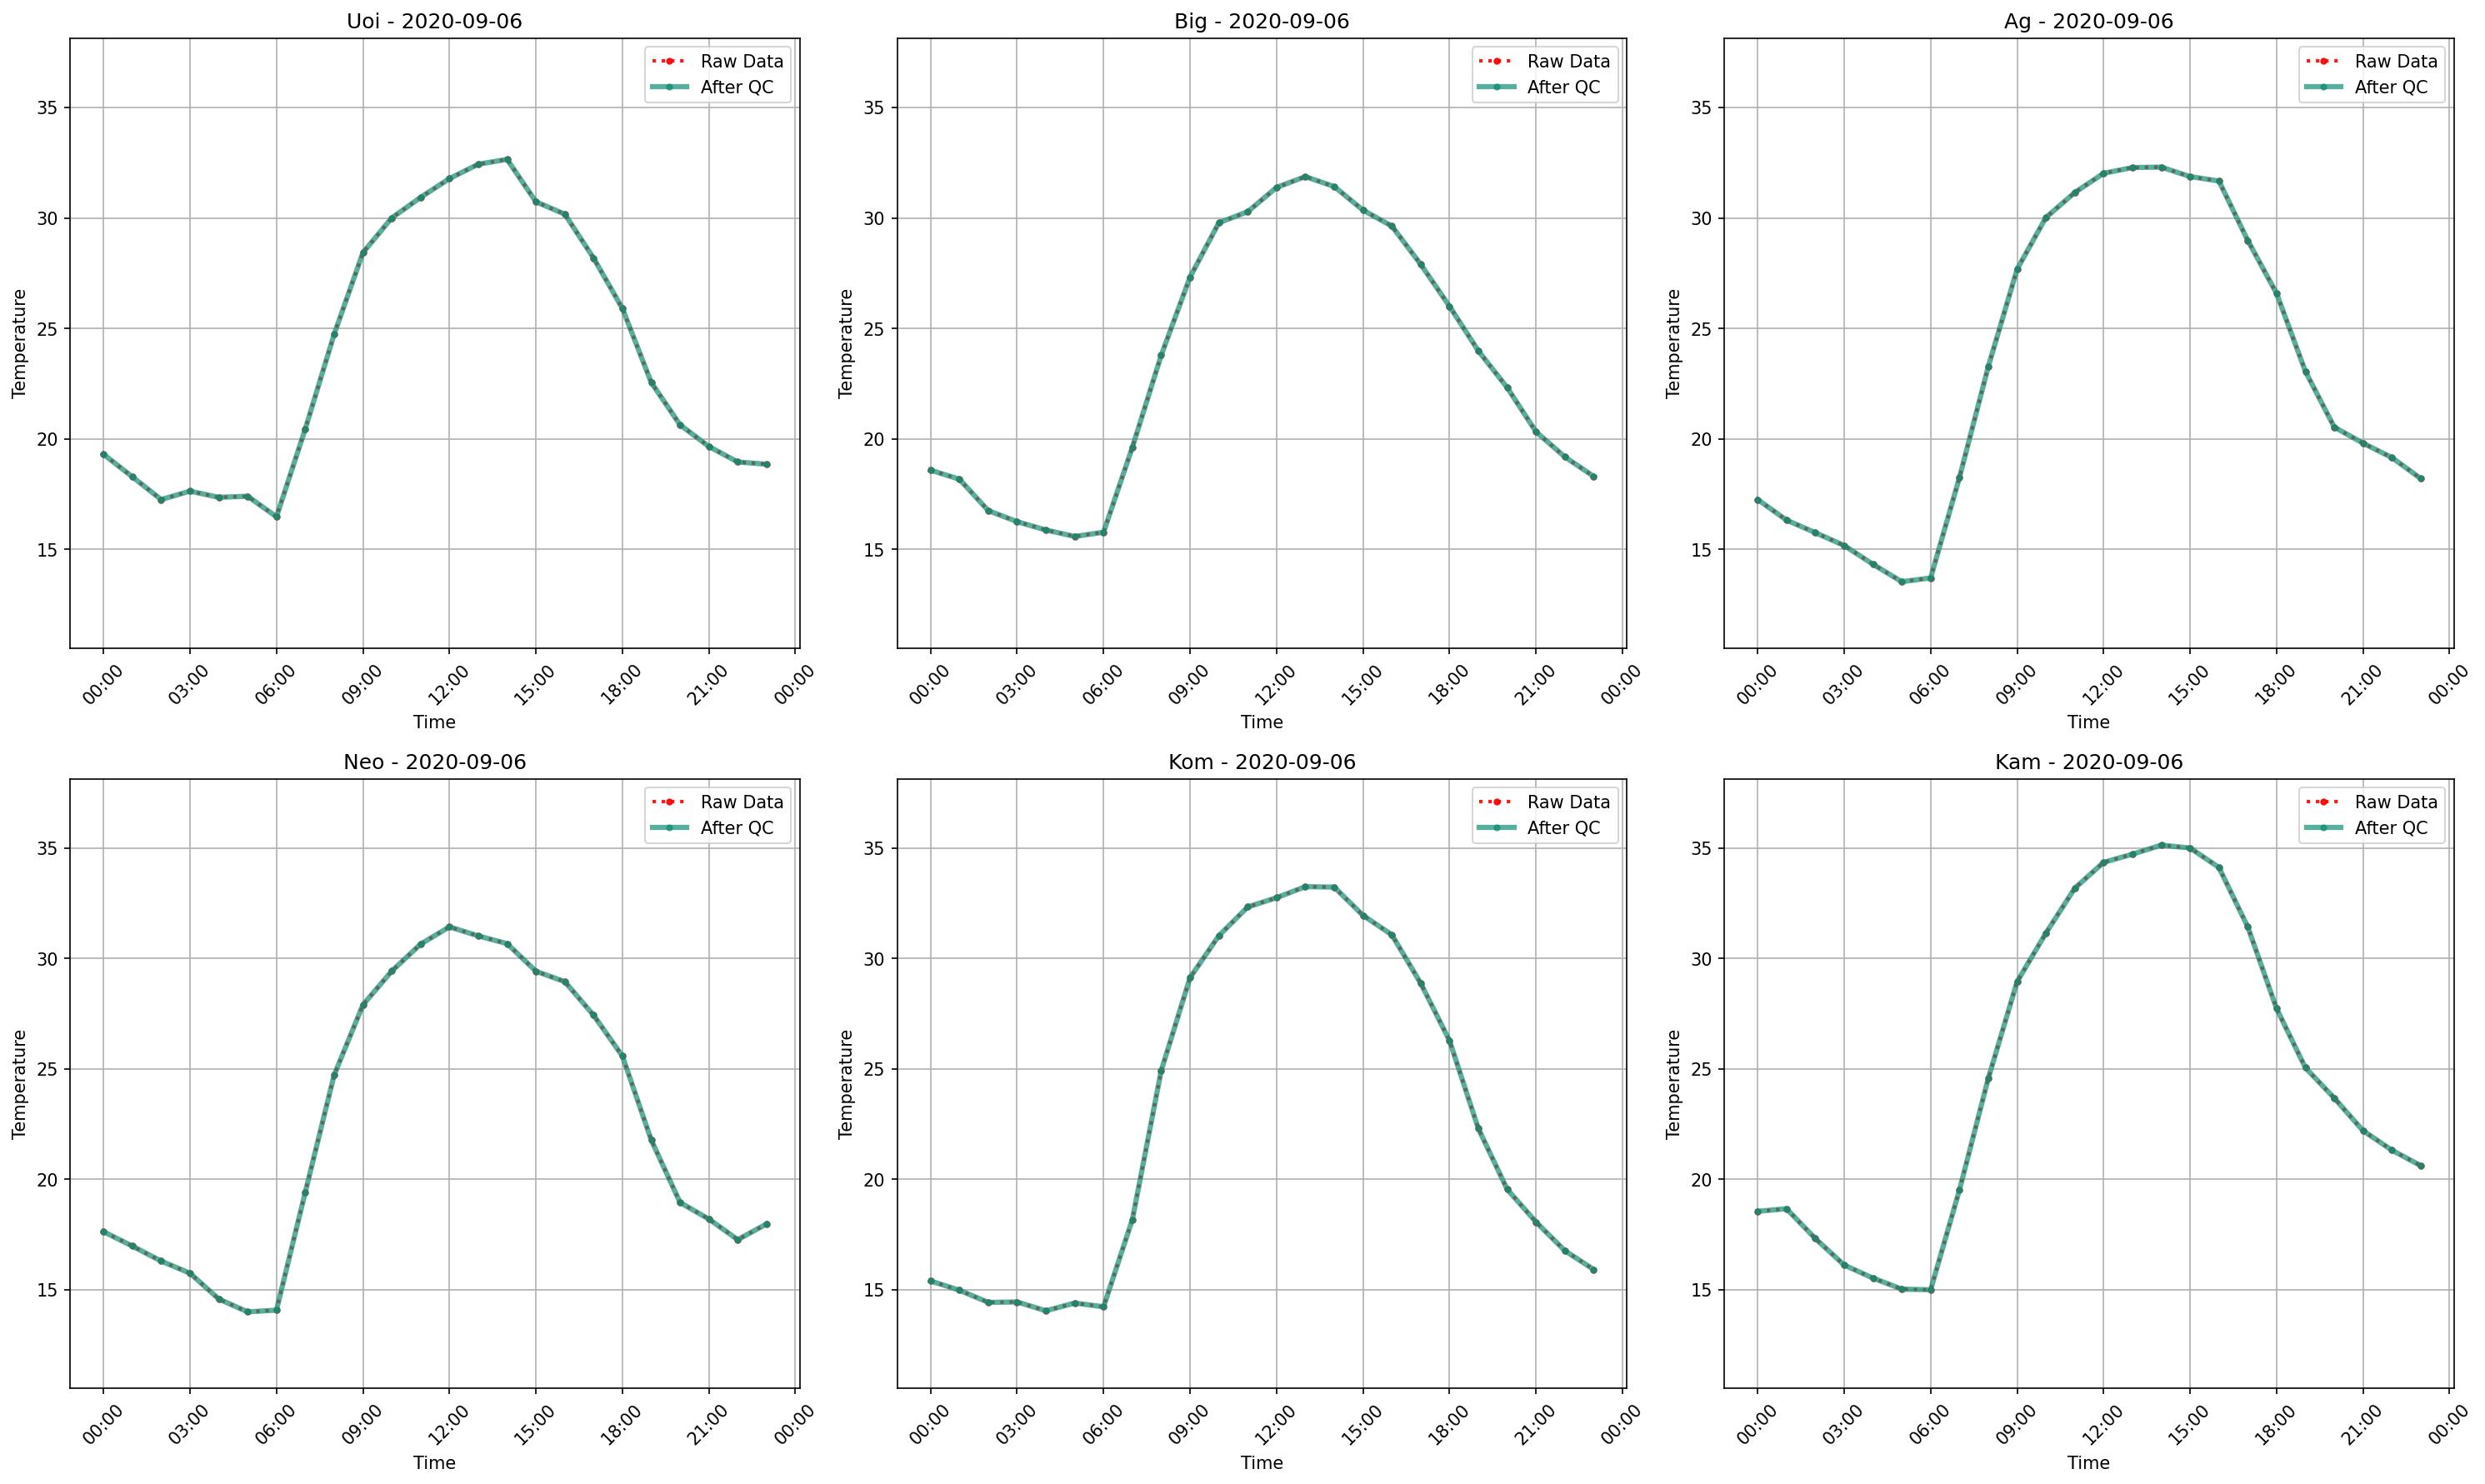 Uoi - 2020-09-06
Raw Data
After QC
Temperature
35
30
25
20
15
00:00
03:00
06:00
09:00
12:00
15:00
18:00
21:00
00:00
Time
Big - 2020-09-06
Raw Data
After QC
Temperature
35
30
25
20
15
00:00
03:00
06:00
09:00
12:00
15:00
18:00
21:00
00:00
Time
Ag - 2020-09-06
Raw Data
After QC
Temperature
35
30
25
20
15
00:00
03:00
06:00
09:00
12:00
15:00
18:00
21:00
00:00
Time
Neo - 2020-09-06
Raw Data
After QC
Temperature
35
30
25
20
15
00:00
03:00
06:00
09:00
12:00
15:00
18:00
21:00
00:00
Time
Kom - 2020-09-06
Raw Data
After QC
Temperature
35
30
25
20
15
00:00
03:00
06:00
09:00
12:00
15:00
18:00
21:00
00:00
Time
Kam - 2020-09-06
Raw Data
After QC
Temperature
35
30
25
20
15
00:00
03:00
06:00
09:00
12:00
15:00
18:00
21:00
00:00
Time